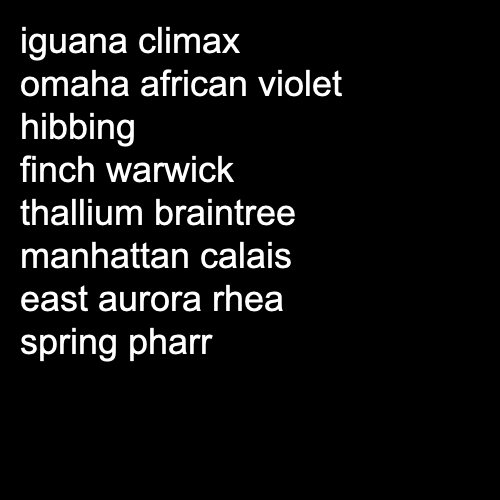 iguana climax
omaha african violet
hibbing
finch warwick
thallium braintree
manhattan calais
east aurora rhea
spring pharr